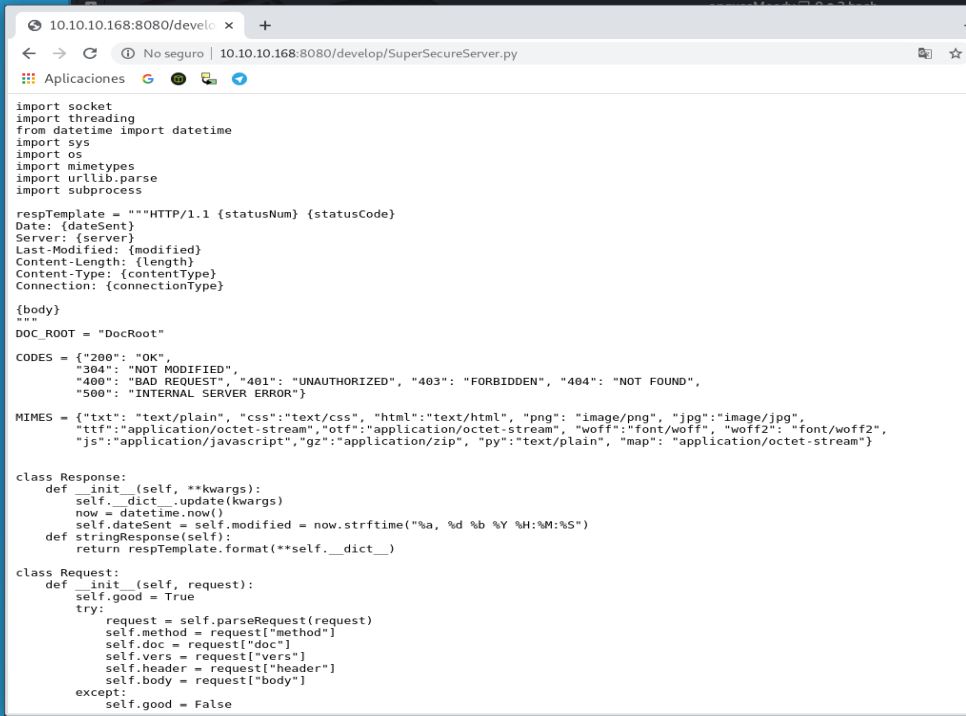 10.10.10.168:8080/develo
No seguro | 10.10.10.168:8080/develop/SuperSecureServer.py
Aplicaciones
import socket
import threading
from datetime import datetime
import sys
import os
import mimetypes
import urllib.parse
import subprocess

respTemplate = """HTTP/1.1 {statusNum} {statusCode}
Date: {dateSent}
Server: {server}
Last-Modified: {modified}
Content-Length: {length}
Content-Type: {contentType}
Connection: {connectionType}

{body}
"""
DOC_ROOT = "DocRoot"

CODES = {"200": "OK",
        "304": "NOT MODIFIED",
        "400": "BAD REQUEST", "401": "UNAUTHORIZED", "403": "FORBIDDEN", "404": "NOT FOUND",
        "500": "INTERNAL SERVER ERROR"}

MIMES = {"txt": "text/plain", "css":"text/css", "html":"text/html", "png": "image/png", "jpg":"image/jpg",
        "ttf":"application/octet-stream","otf":"application/octet-stream", "woff":"font/woff", "woff2": "font/woff2",
        "js":"application/javascript","gz":"application/zip", "py":"text/plain", "map": "application/octet-stream"}


class Response:
    def __init__(self, **kwargs):
        self.__dict__.update(kwargs)
        now = datetime.now()
        self.dateSent = self.modified = now.strftime("%a, %d %b %Y %H:%M:%S")
    def stringResponse(self):
        return respTemplate.format(**self.__dict__)

class Request:
    def __init__(self, request):
        self.good = True
        try:
            request = self.parseRequest(request)
            self.method = request["method"]
            self.doc = request["doc"]
            self.vers = request["vers"]
            self.header = request["header"]
            self.body = request["body"]
        except:
            self.good = False